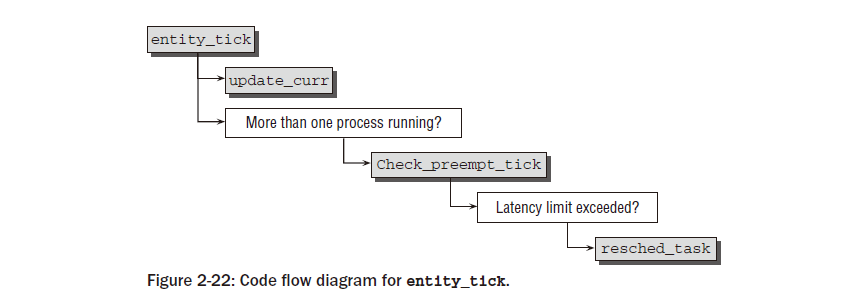 entity_tick
update_curr
More than one process running?
Check_preempt_tick
Latency limit exceeded?
resched_task
Figure 2-22: Code flow diagram for entity_tick.